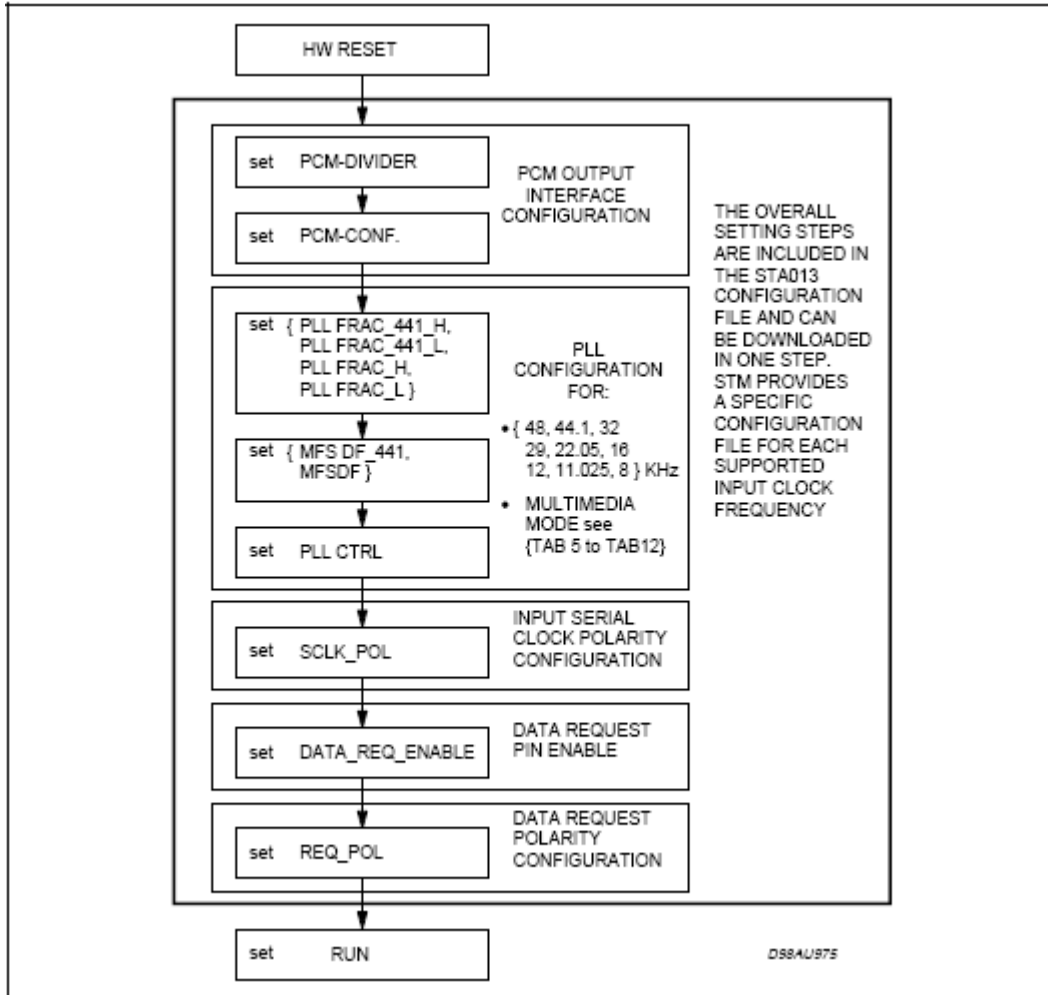 HW RESET
set PCM-DIVIDER
set PCM-CONF.
PCM OUTPUT
INTERFACE
CONFIGURATION
set { PLL FRAC_441_H,
PLL FRAC_441_L,
PLL FRAC_H,
PLL FRAC_L }
set { MFS DF_441,
MFSDF }
set PLL CTRL
PLL
CONFIGURATION
FOR:
• { 48, 44.1, 32
29, 22.05, 16
12, 11.025, 8 } KHz
• MULTIMEDIA
MODE see
{TAB 5 to TAB12}
set SCLK_POL
INPUT SERIAL
CLOCK POLARITY
CONFIGURATION
set DATA_REQ_ENABLE
DATA REQUEST
PIN ENABLE
set REQ_POL
DATA REQUEST
POLARITY
CONFIGURATION
THE OVERALL
SETTING STEPS
ARE INCLUDED IN
THE STA013
CONFIGURATION
FILE AND CAN
BE DOWNLOADED
IN ONE STEP.
STM PROVIDES
A SPECIFIC
CONFIGURATION
FILE FOR EACH
SUPPORTED
INPUT CLOCK
FREQUENCY
set RUN
D98AU975